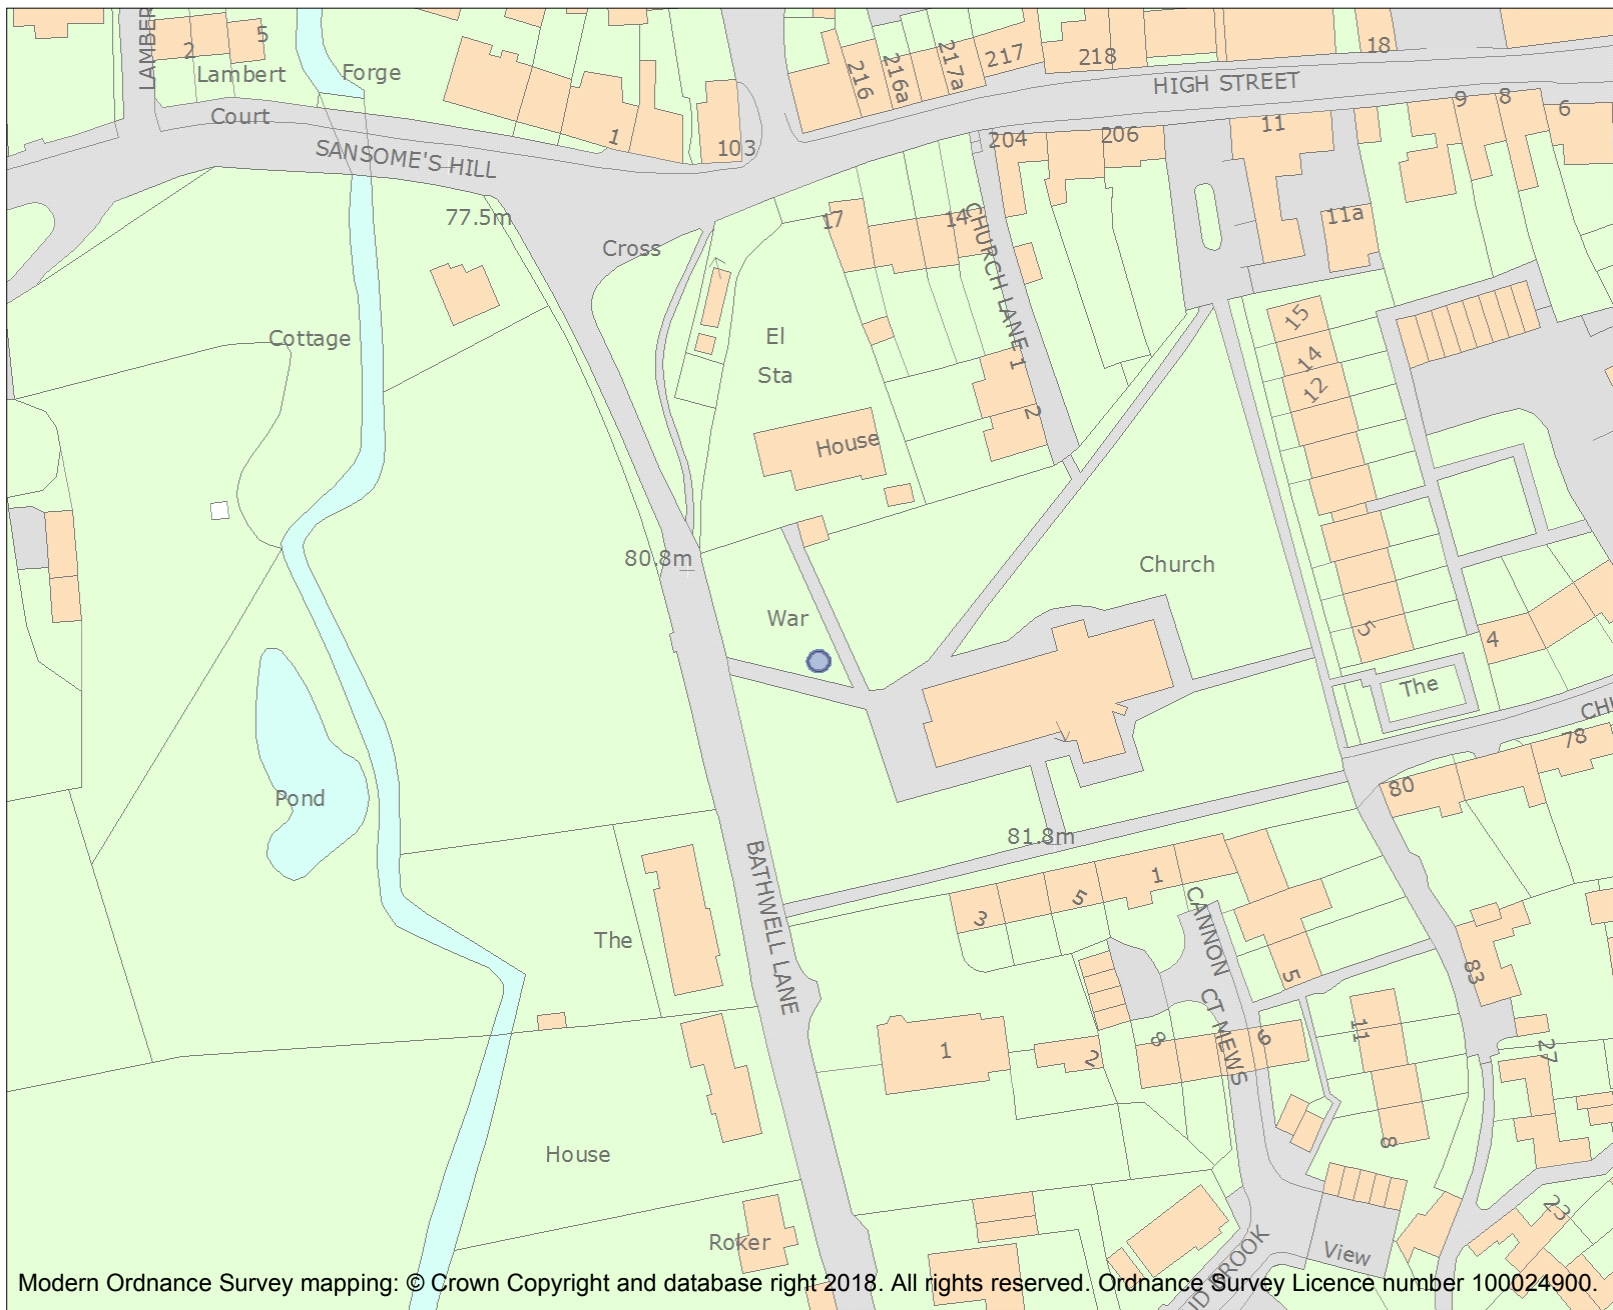 LAMBER
2
5
Lambert
Forge
Court
SANSOME'S HILL
1
103
216
216a
217a
217
218
18
HIGH STREET
204
206
11
9
8
6
11a
77.5m
Cross
17
14
CHURCH LANE
1
2
Cottage
El
Sta
House
15
14
12
5
80.8m
Church
War
4
The
78
80
Pond
81.8m
BATHWELL LANE
3
5
1
CANNON
CT MEWS
5
The
83
1
2
8
6
11
27
8
House
23
Roker
View
Modern Ordnance Survey mapping: © Crown Copyright and database right 2018. All rights reserved. Ordnance Survey Licence number 100024900.